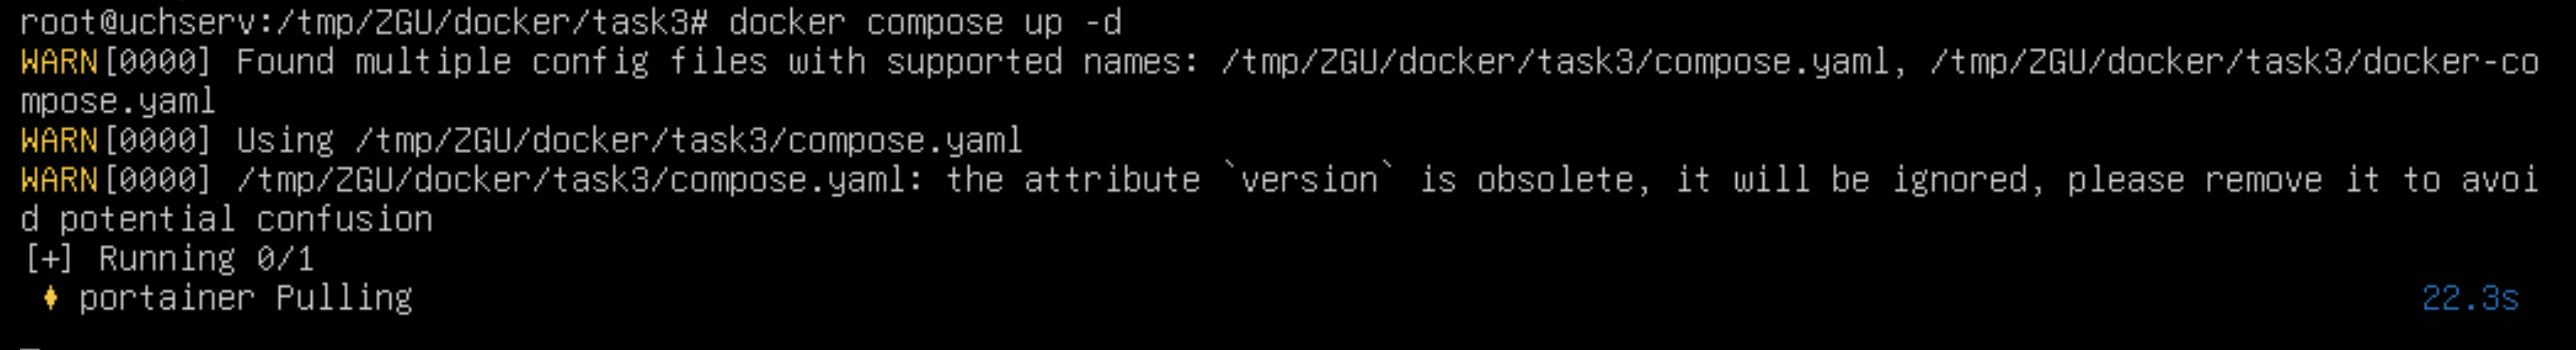 root@uchserv:/tmp/ZGU/docker/task3# docker compose up -d
WARN[0000] Found multiple config files with supported names: /tmp/ZGU/docker/task3/compose.yaml, /tmp/ZGU/docker/task3/docker-co
mpose.yaml
WARN[0000] Using /tmp/ZGU/docker/task3/compose.yaml
WARN[0000] /tmp/ZGU/docker/task3/compose.yaml: the attribute `version` is obsolete, it will be ignored, please remove it to avoi
d potential confusion
[+] Running 0/1
♦ portainer Pulling 22.3s